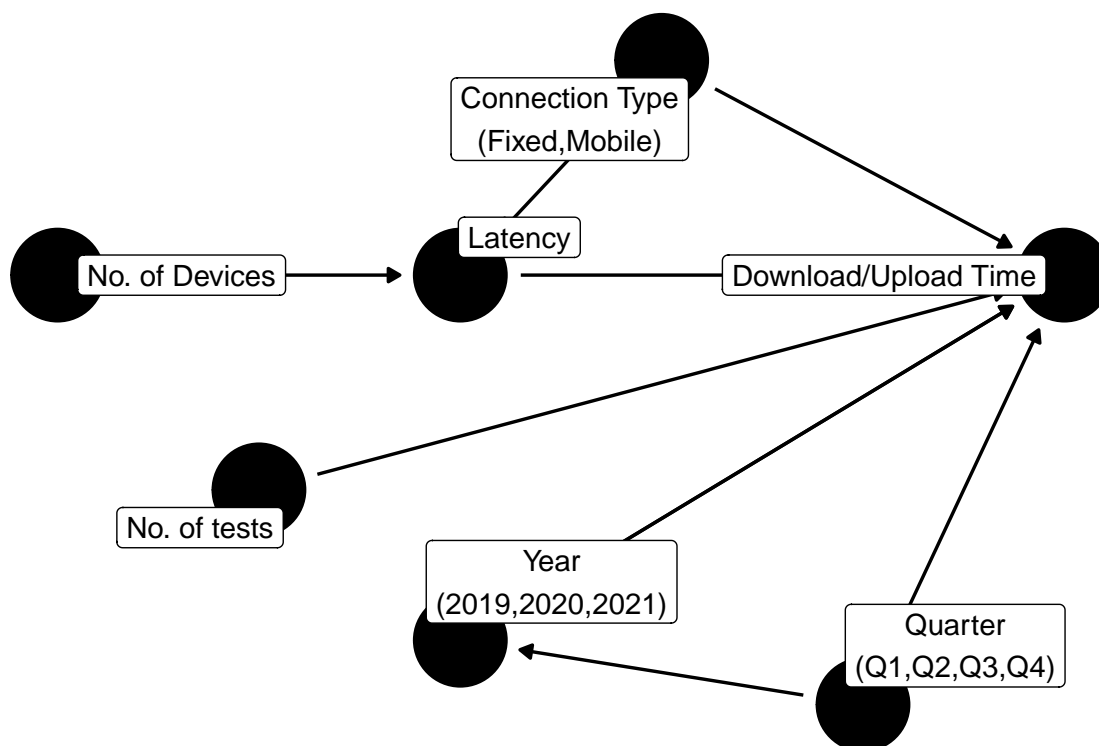 Connection Type
(Fixed,Mobile)
Latency
No. of Devices
Download/Upload Time
No. of tests
Year
(2019,2020,2021)
Quarter
(Q1,Q2,Q3,Q4)